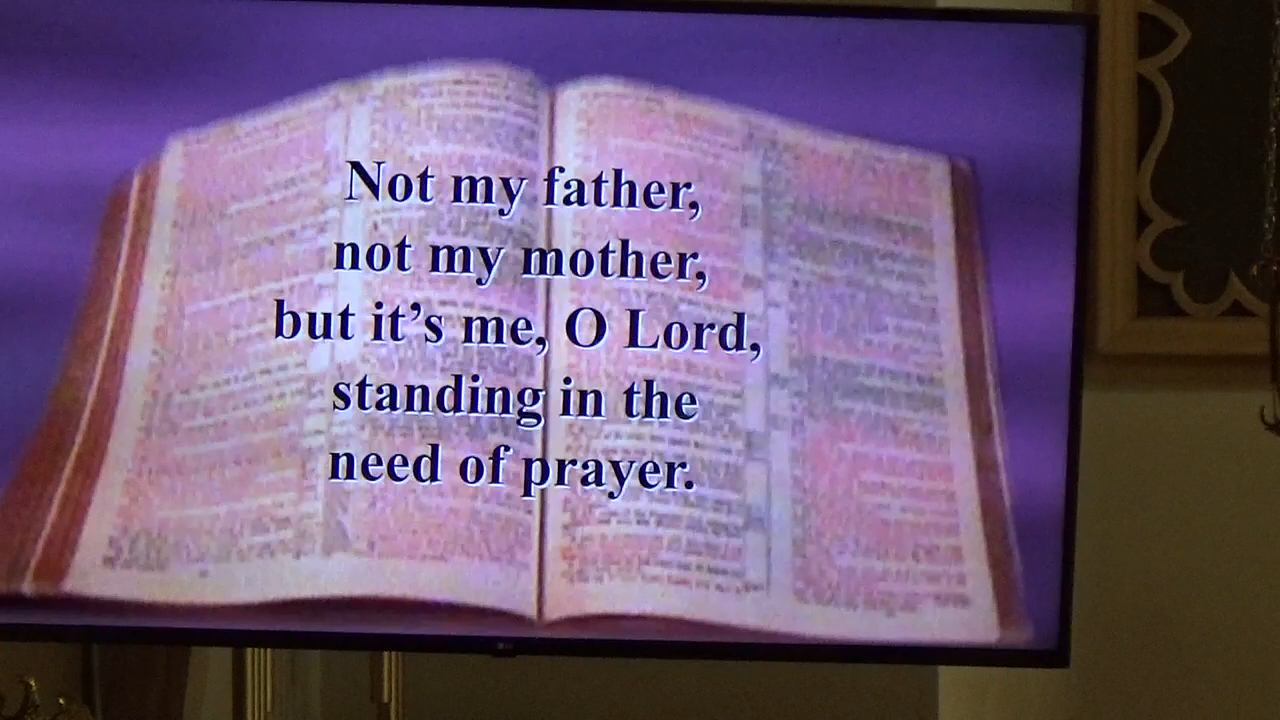 Not my father,
not my mother,
but it’s me, O Lord,
standing in the
need of prayer.